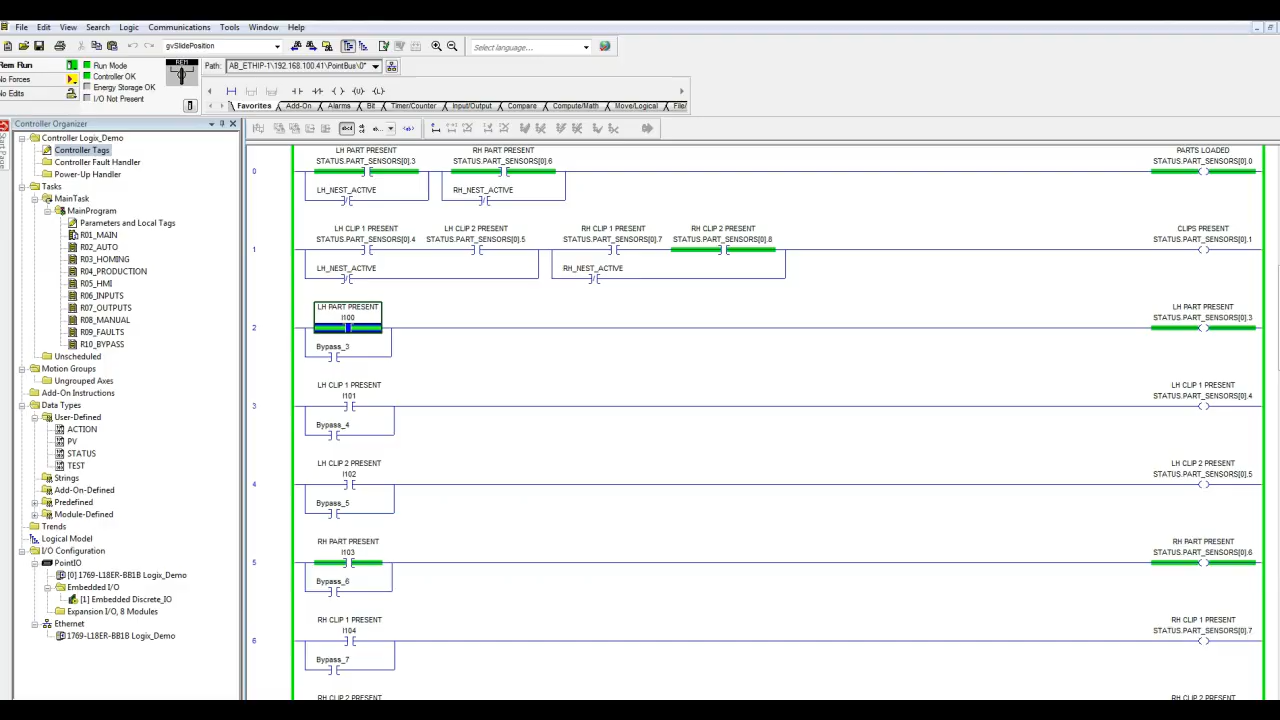 File Edit View Search Logic Communications Tools Window Help
gvSlidePosition
Select language...
Rem Run
No Forces
No Edits
Run Mode
Controller OK
Energy Storage OK
I/O Not Present
REM
Path: AB_ETHIP-1\192.168.100.41\PointBus\0*
Favorites Add-On Alarms Bit Timer/Counter Input/Output Compare Compute/Math Move/Logical File/
Start Page
Controller Organizer
Controller Logix_Demo
Controller Tags
Controller Fault Handler
Power-Up Handler
Tasks
MainTask
MainProgram
Parameters and Local Tags
R01_MAIN
R02_AUTO
R03_HOMING
R04_PRODUCTION
R05_HMI
R06_INPUTS
R07_OUTPUTS
R08_MANUAL
R09_FAULTS
R10_BYPASS
Unscheduled
Motion Groups
Ungrouped Axes
Add-On Instructions
Data Types
User-Defined
ACTION
PV
STATUS
TEST
Strings
Add-On-Defined
Predefined
Module-Defined
Trends
Logical Model
I/O Configuration
PointIO
[0] 1769-L18ER-BB1B Logix_Demo
Embedded I/O
[1] Embedded Discrete_IO
Expansion I/O, 8 Modules
Ethernet
1769-L18ER-BB1B Logix_Demo
LH PART PRESENT RH PART PRESENT PARTS LOADED
STATUS.PART_SENSORS[0].3 STATUS.PART_SENSORS[0].6 STATUS.PART_SENSORS[0].0
0
LH_NEST_ACTIVE RH_NEST_ACTIVE
LH CLIP 1 PRESENT LH CLIP 2 PRESENT RH CLIP 1 PRESENT RH CLIP 2 PRESENT CLIPS PRESENT
STATUS.PART_SENSORS[0].4 STATUS.PART_SENSORS[0].5 STATUS.PART_SENSORS[0].7 STATUS.PART_SENSORS[0].8 STATUS.PART_SENSORS[0].1
1
LH_NEST_ACTIVE RH_NEST_ACTIVE
LH PART PRESENT LH PART PRESENT
I100 STATUS.PART_SENSORS[0].3
2
Bypass_3
LH CLIP 1 PRESENT LH CLIP 1 PRESENT
I101 STATUS.PART_SENSORS[0].4
3
Bypass_4
LH CLIP 2 PRESENT LH CLIP 2 PRESENT
I102 STATUS.PART_SENSORS[0].5
4
Bypass_5
RH PART PRESENT RH PART PRESENT
I103 STATUS.PART_SENSORS[0].6
5
Bypass_6
RH CLIP 1 PRESENT RH CLIP 1 PRESENT
I104 STATUS.PART_SENSORS[0].7
6
Bypass_7
RH CLIP 2 PRESENT RH CLIP 2 PRESENT